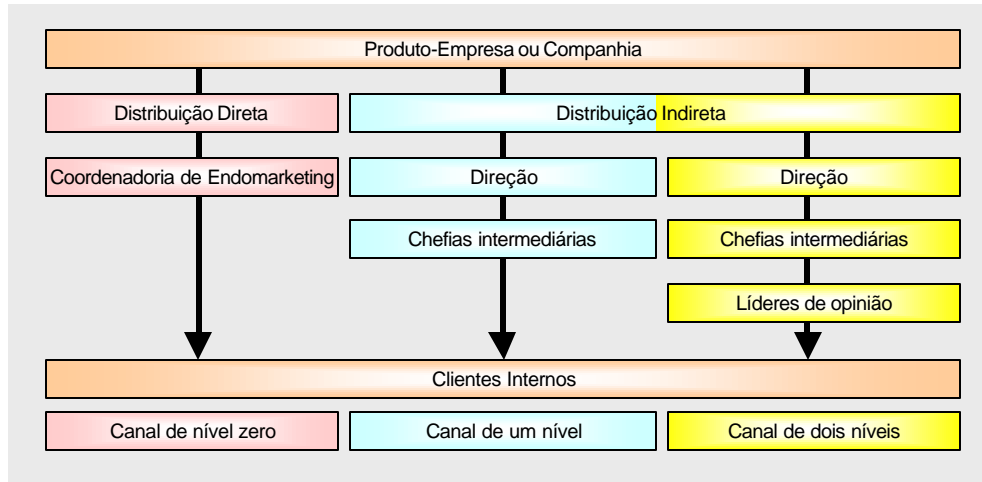 Produto-Empresa ou Companhia
Distribuição Direta
Distribuição Indireta
Coordenadoria de Endomarketing
Direção
Direção
Chefias intermediárias
Chefias intermediárias
Líderes de opinião
Clientes Internos
Canal de nível zero
Canal de um nível
Canal de dois níveis